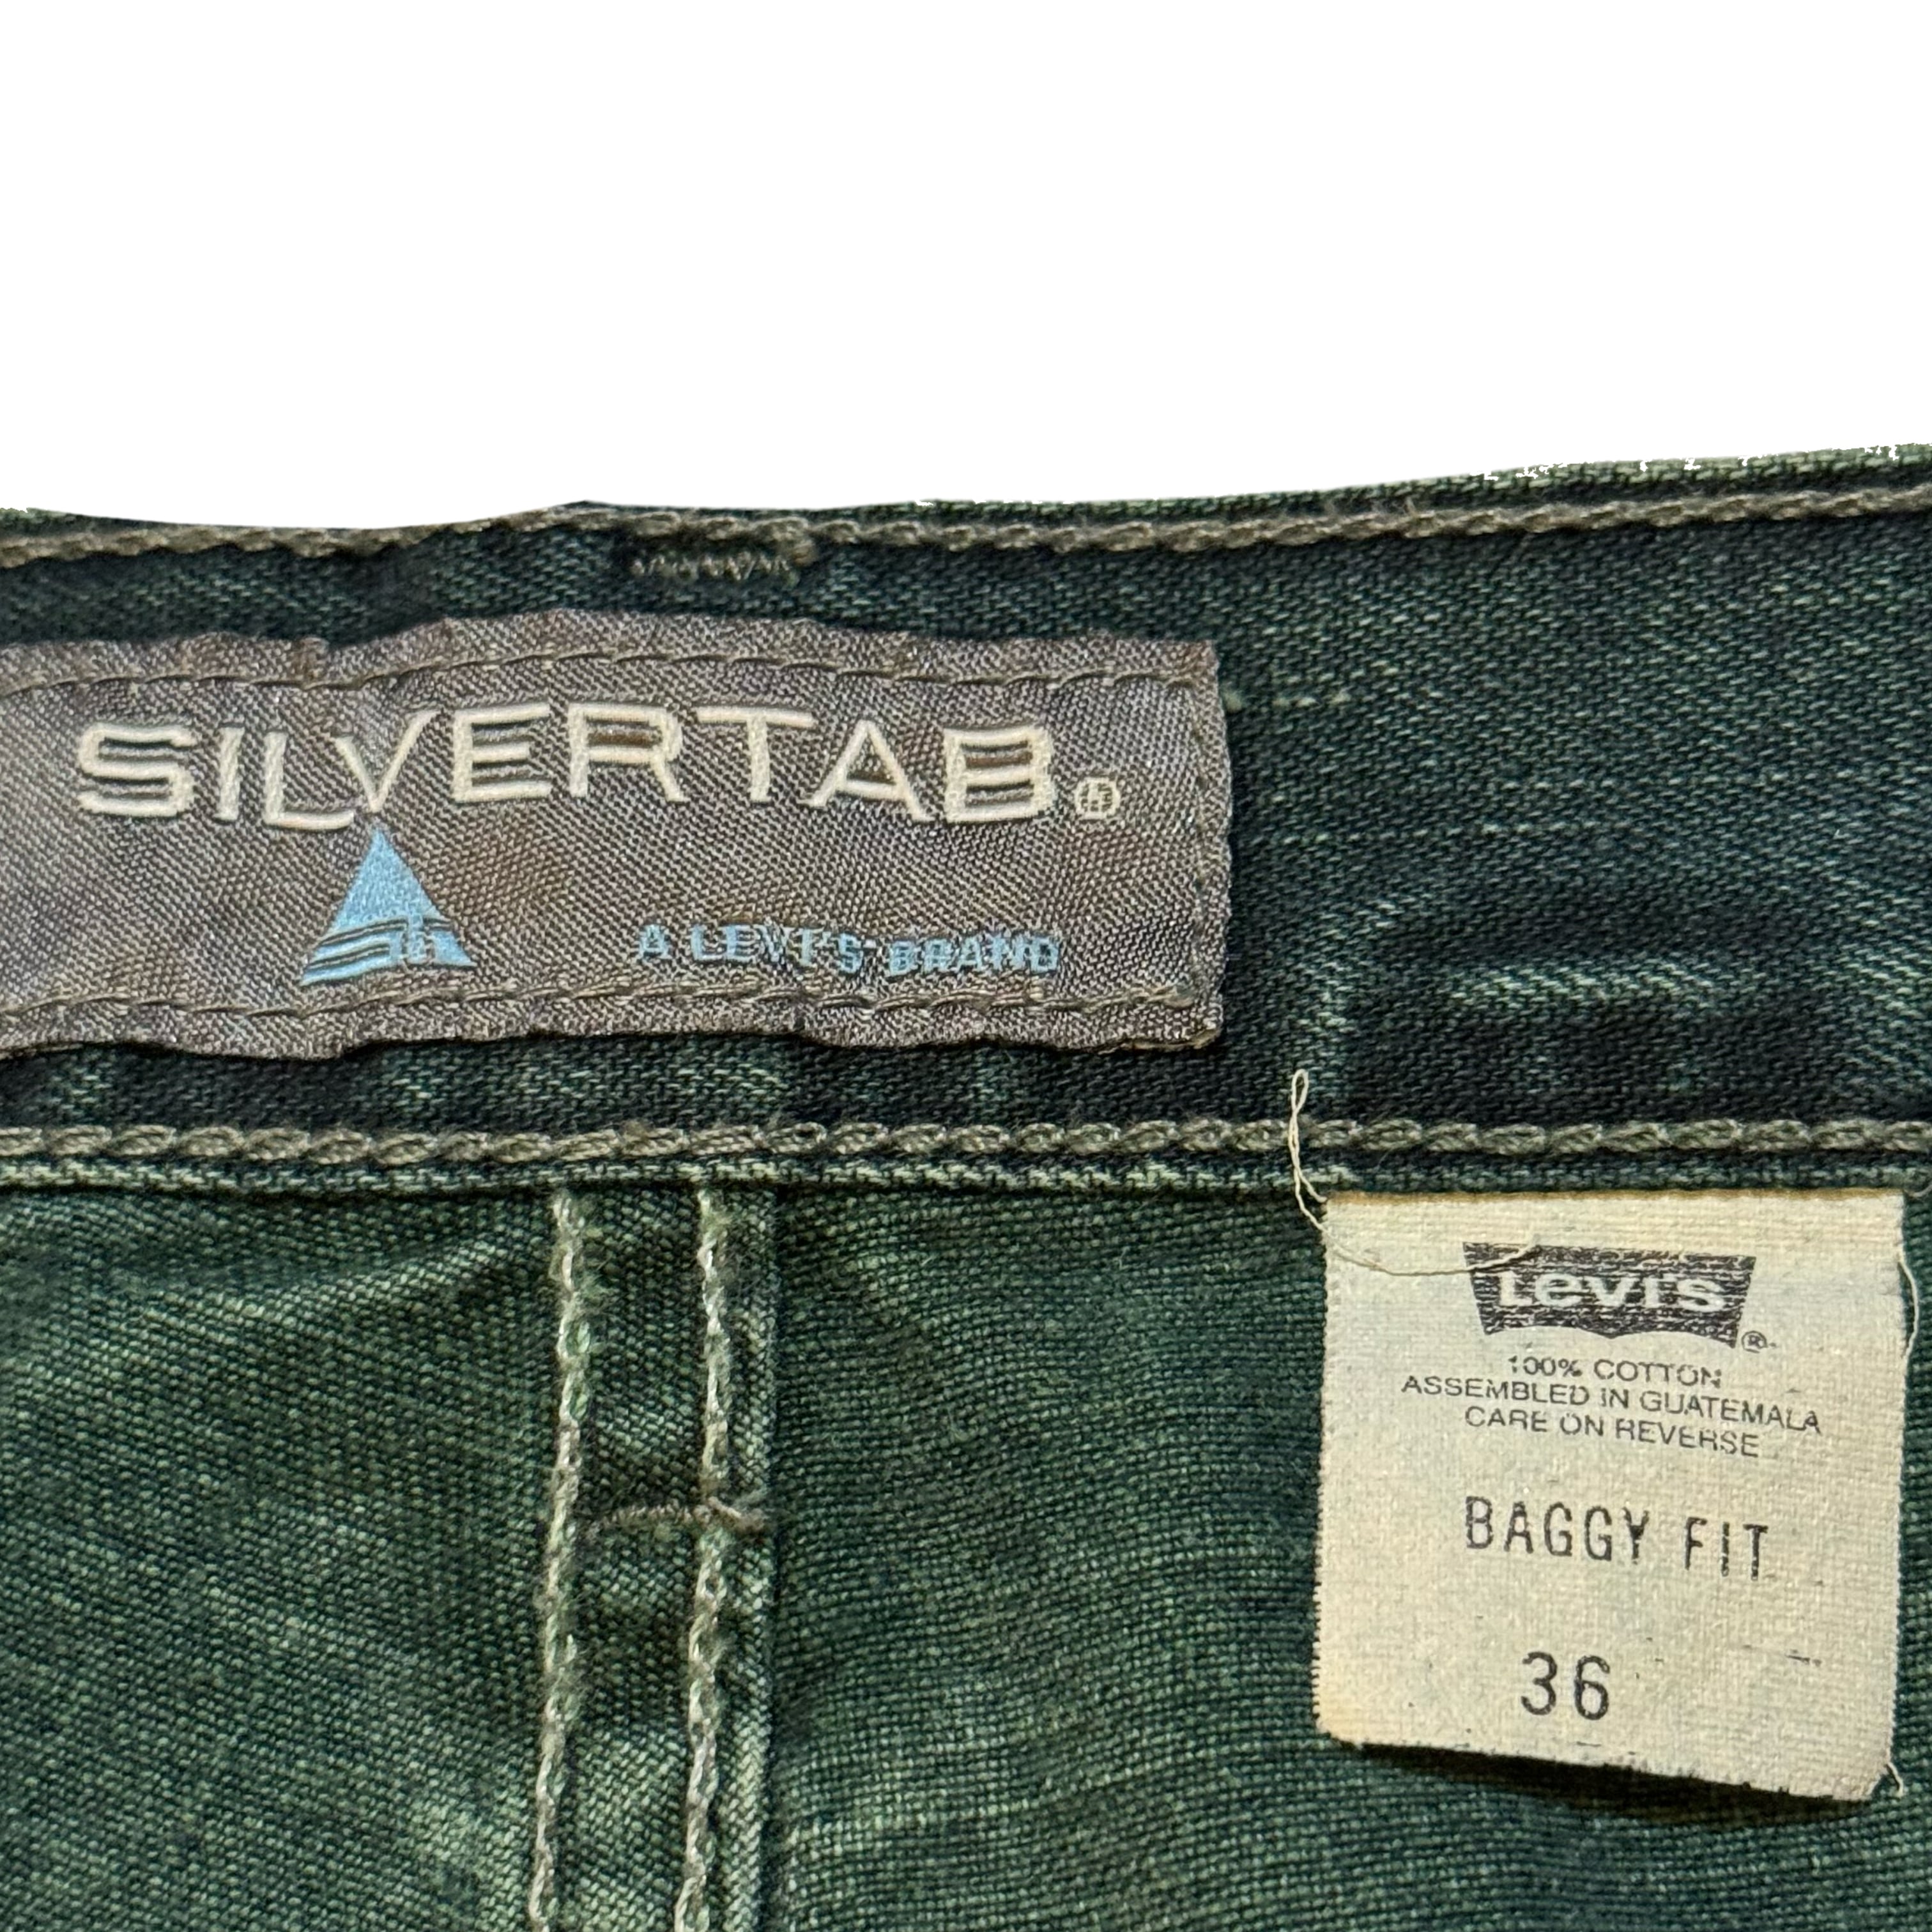 SILVERTAB®
A LEVI'S BRAND
Levi's®
100% COTTON
ASSEMBLED IN GUATEMALA
CARE ON REVERSE
BAGGY FIT
36